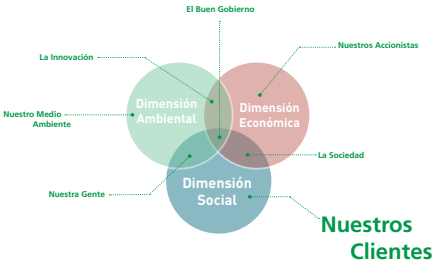 El Buen Gobierno
Nuestros Accionistas
La Innovación
Dimensión
Ambiental
Dimensión
Económica
Nuestro Medio
Ambiente
La Sociedad
Dimensión
Social
Nuestra Gente
Nuestros
Clientes